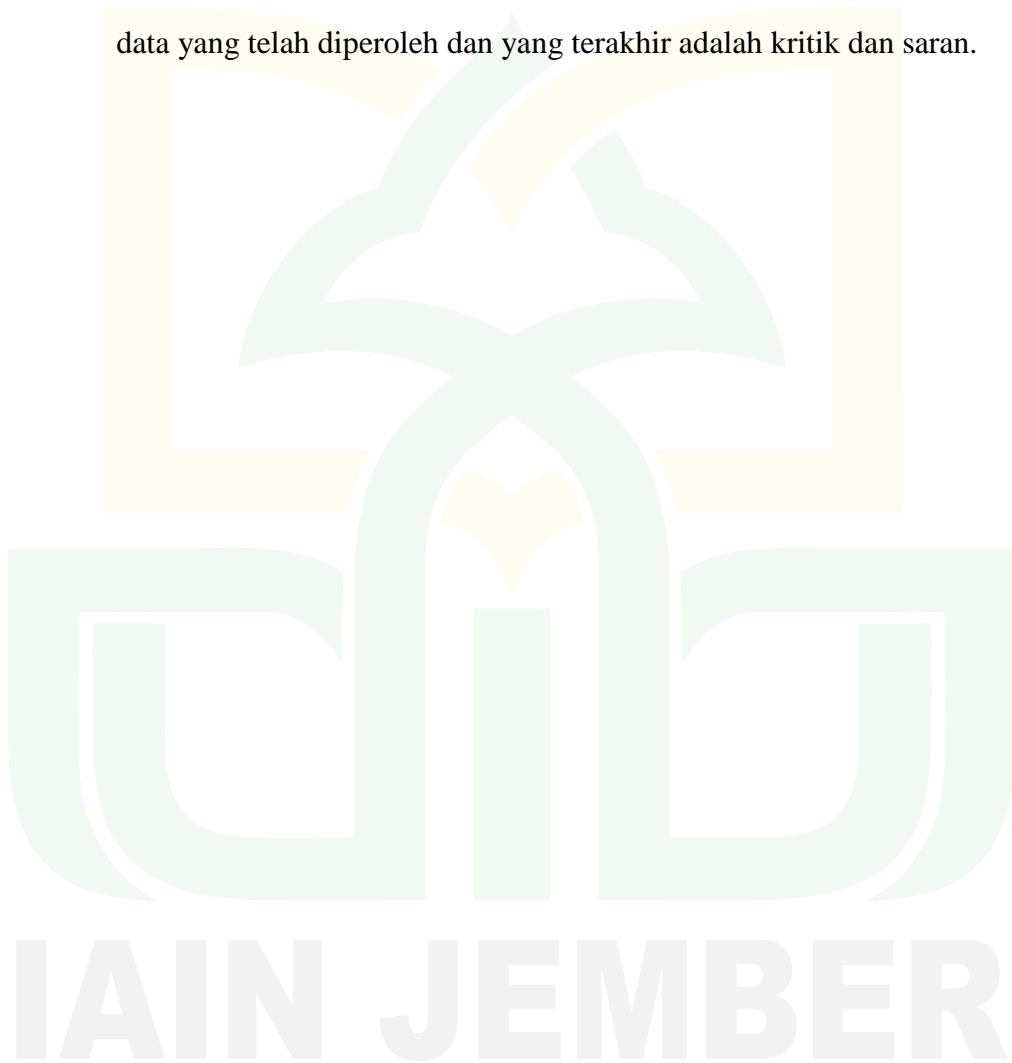 data yang telah diperoleh dan yang terakhir adalah kritik dan saran.
IAIN JEMBER